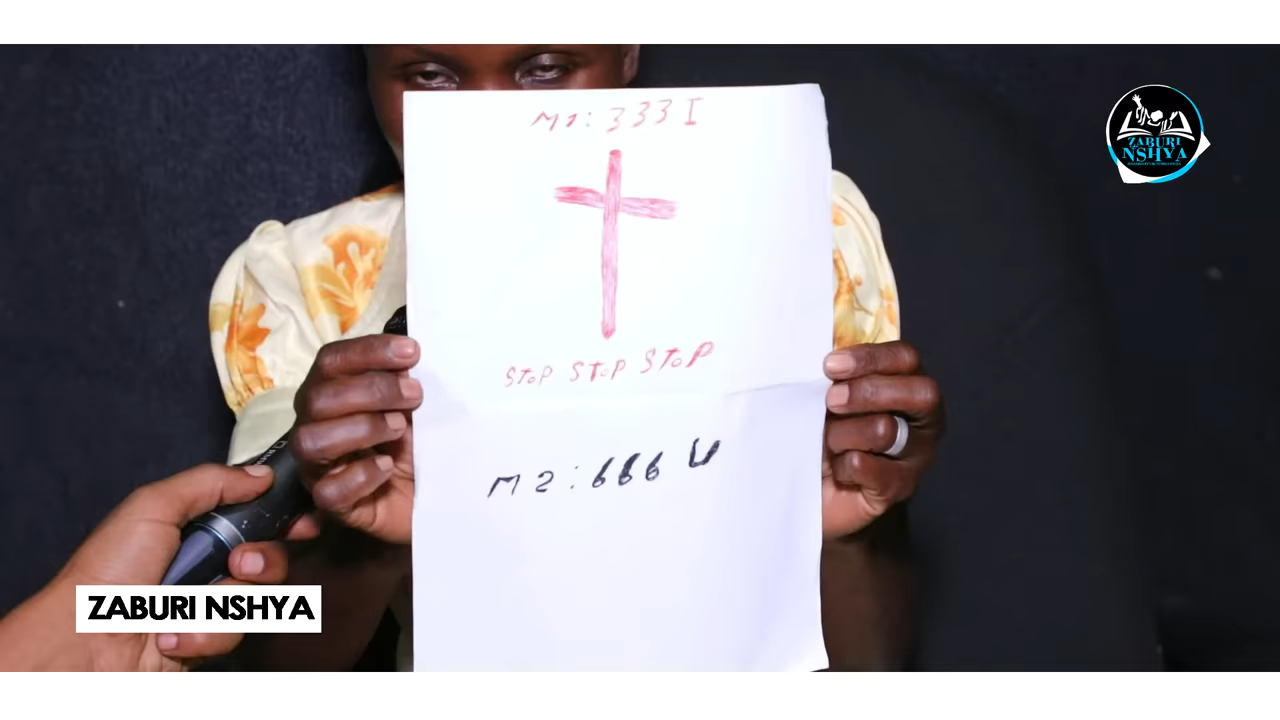 M1: 333 I
STOP STOP STOP
M2: 666 U
ZABURI
NSHYA
ZABURI NSHYA